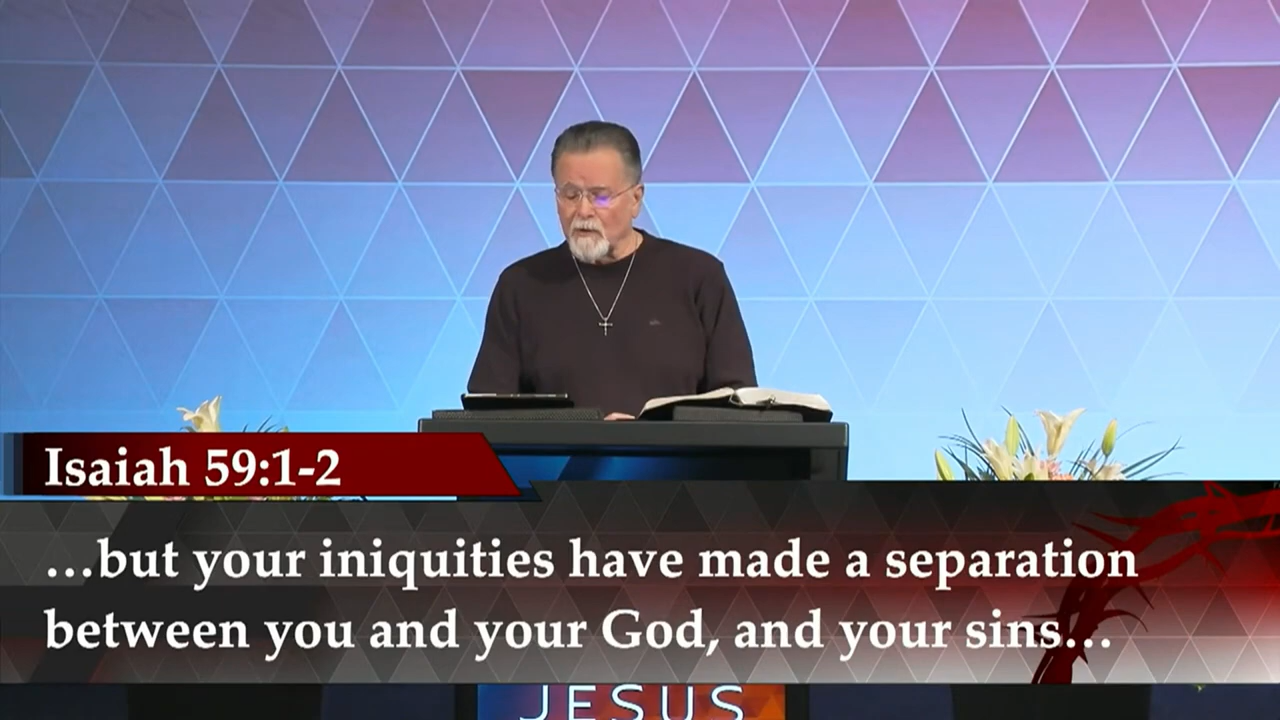 Isaiah 59:1-2
…but your iniquities have made a separation
between you and your God, and your sins…
JESUS